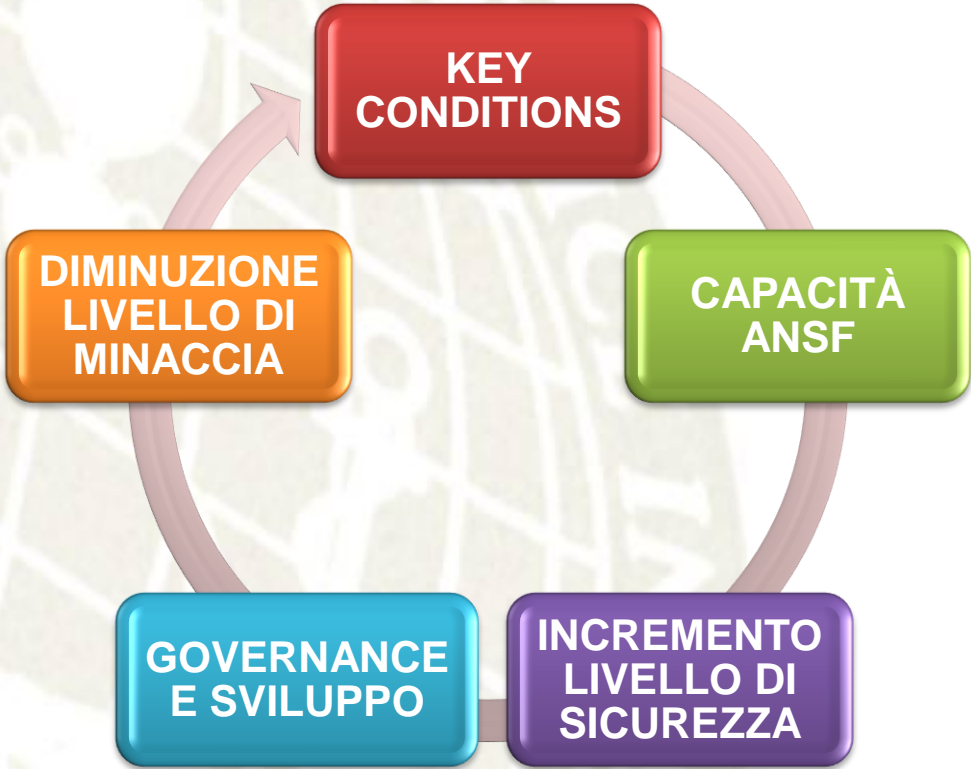 KEY
CONDITIONS
CAPACITÀ
ANSF
INCREMENTO
LIVELLO DI
SICUREZZA
GOVERNANCE
E SVILUPPO
DIMINUZIONE
LIVELLO DI
MINACCIA